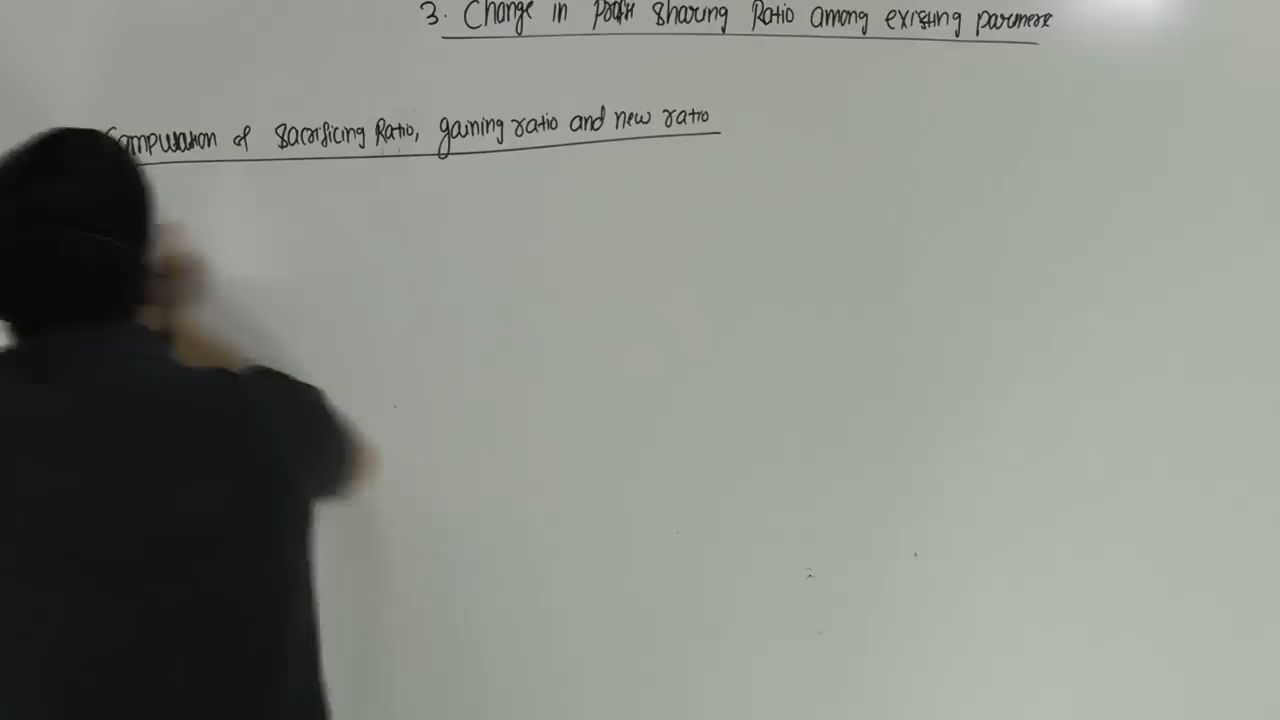 3. Change in Profit Sharing Ratio among existing partners
Computation of Sacrificing Ratio, gaining ratio and new ratio